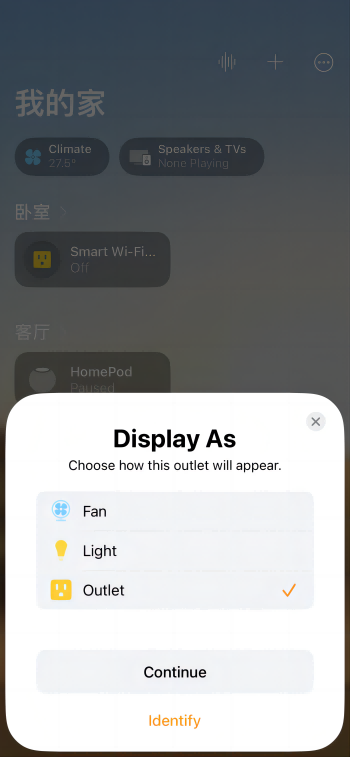 我的家
Climate
27.5°
Speakers & TVs
None Playing
卧室
Smart Wi-Fi...
Off
客厅
HomePod
Paused
Display As
Choose how this outlet will appear.
Fan
Light
Outlet
Continue
Identify